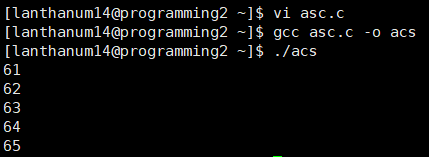 [lanthanum14@programming2 ~]$ vi asc.c
[lanthanum14@programming2 ~]$ gcc asc.c -o acs
[lanthanum14@programming2 ~]$ ./acs
61
62
63
64
65